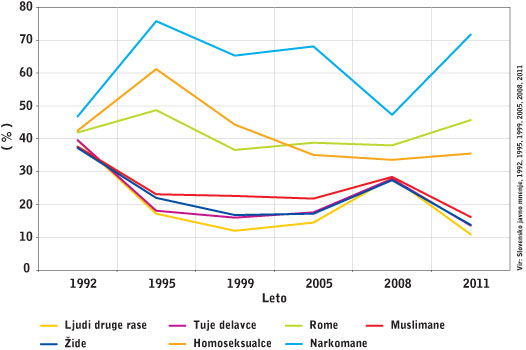 80
70
60
50
40
30
20
10
0
( % )
1992 1995 1999 2005 2008 2011
Leto
Vir: Slovensko javno mnenje, 1992, 1995, 1999, 2005, 2008, 2011
Ljudi druge rase Tuje delavce Rome Muslimane
Žide Homoseksualce Narkomane